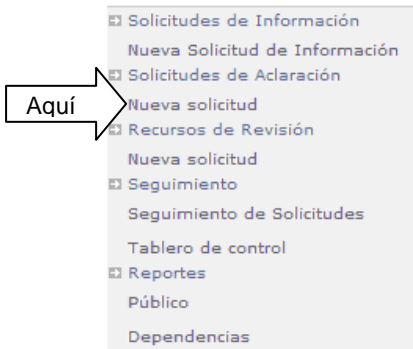 Solicitudes de Información
Nueva Solicitud de Información
Solicitudes de Aclaración
Aquí
Nueva solicitud
Recursos de Revisión
Nueva solicitud
Seguimiento
Seguimiento de Solicitudes
Tablero de control
Reportes
Público
Dependencias